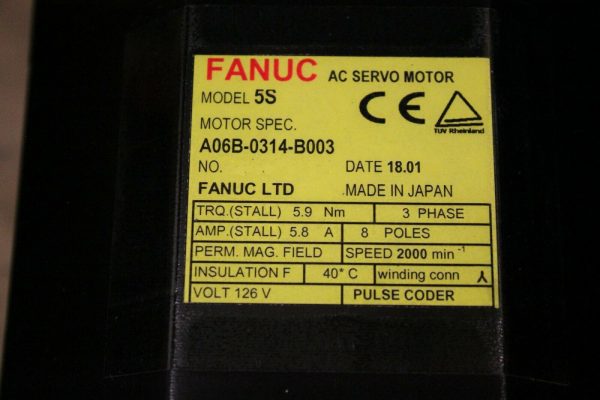 FANUC AC SERVO MOTOR
MODEL 5S
MOTOR SPEC.
A06B-0314-B003
CE
TUV Rheinland
NO. DATE 18.01
FANUC LTD MADE IN JAPAN
TRQ.(STALL) 5.9 Nm 3 PHASE
AMP.(STALL) 5.8 A 8 POLES
PERM. MAG. FIELD SPEED 2000 min⁻¹
INSULATION F 40° C winding conn ⅄
VOLT 126 V PULSE CODER